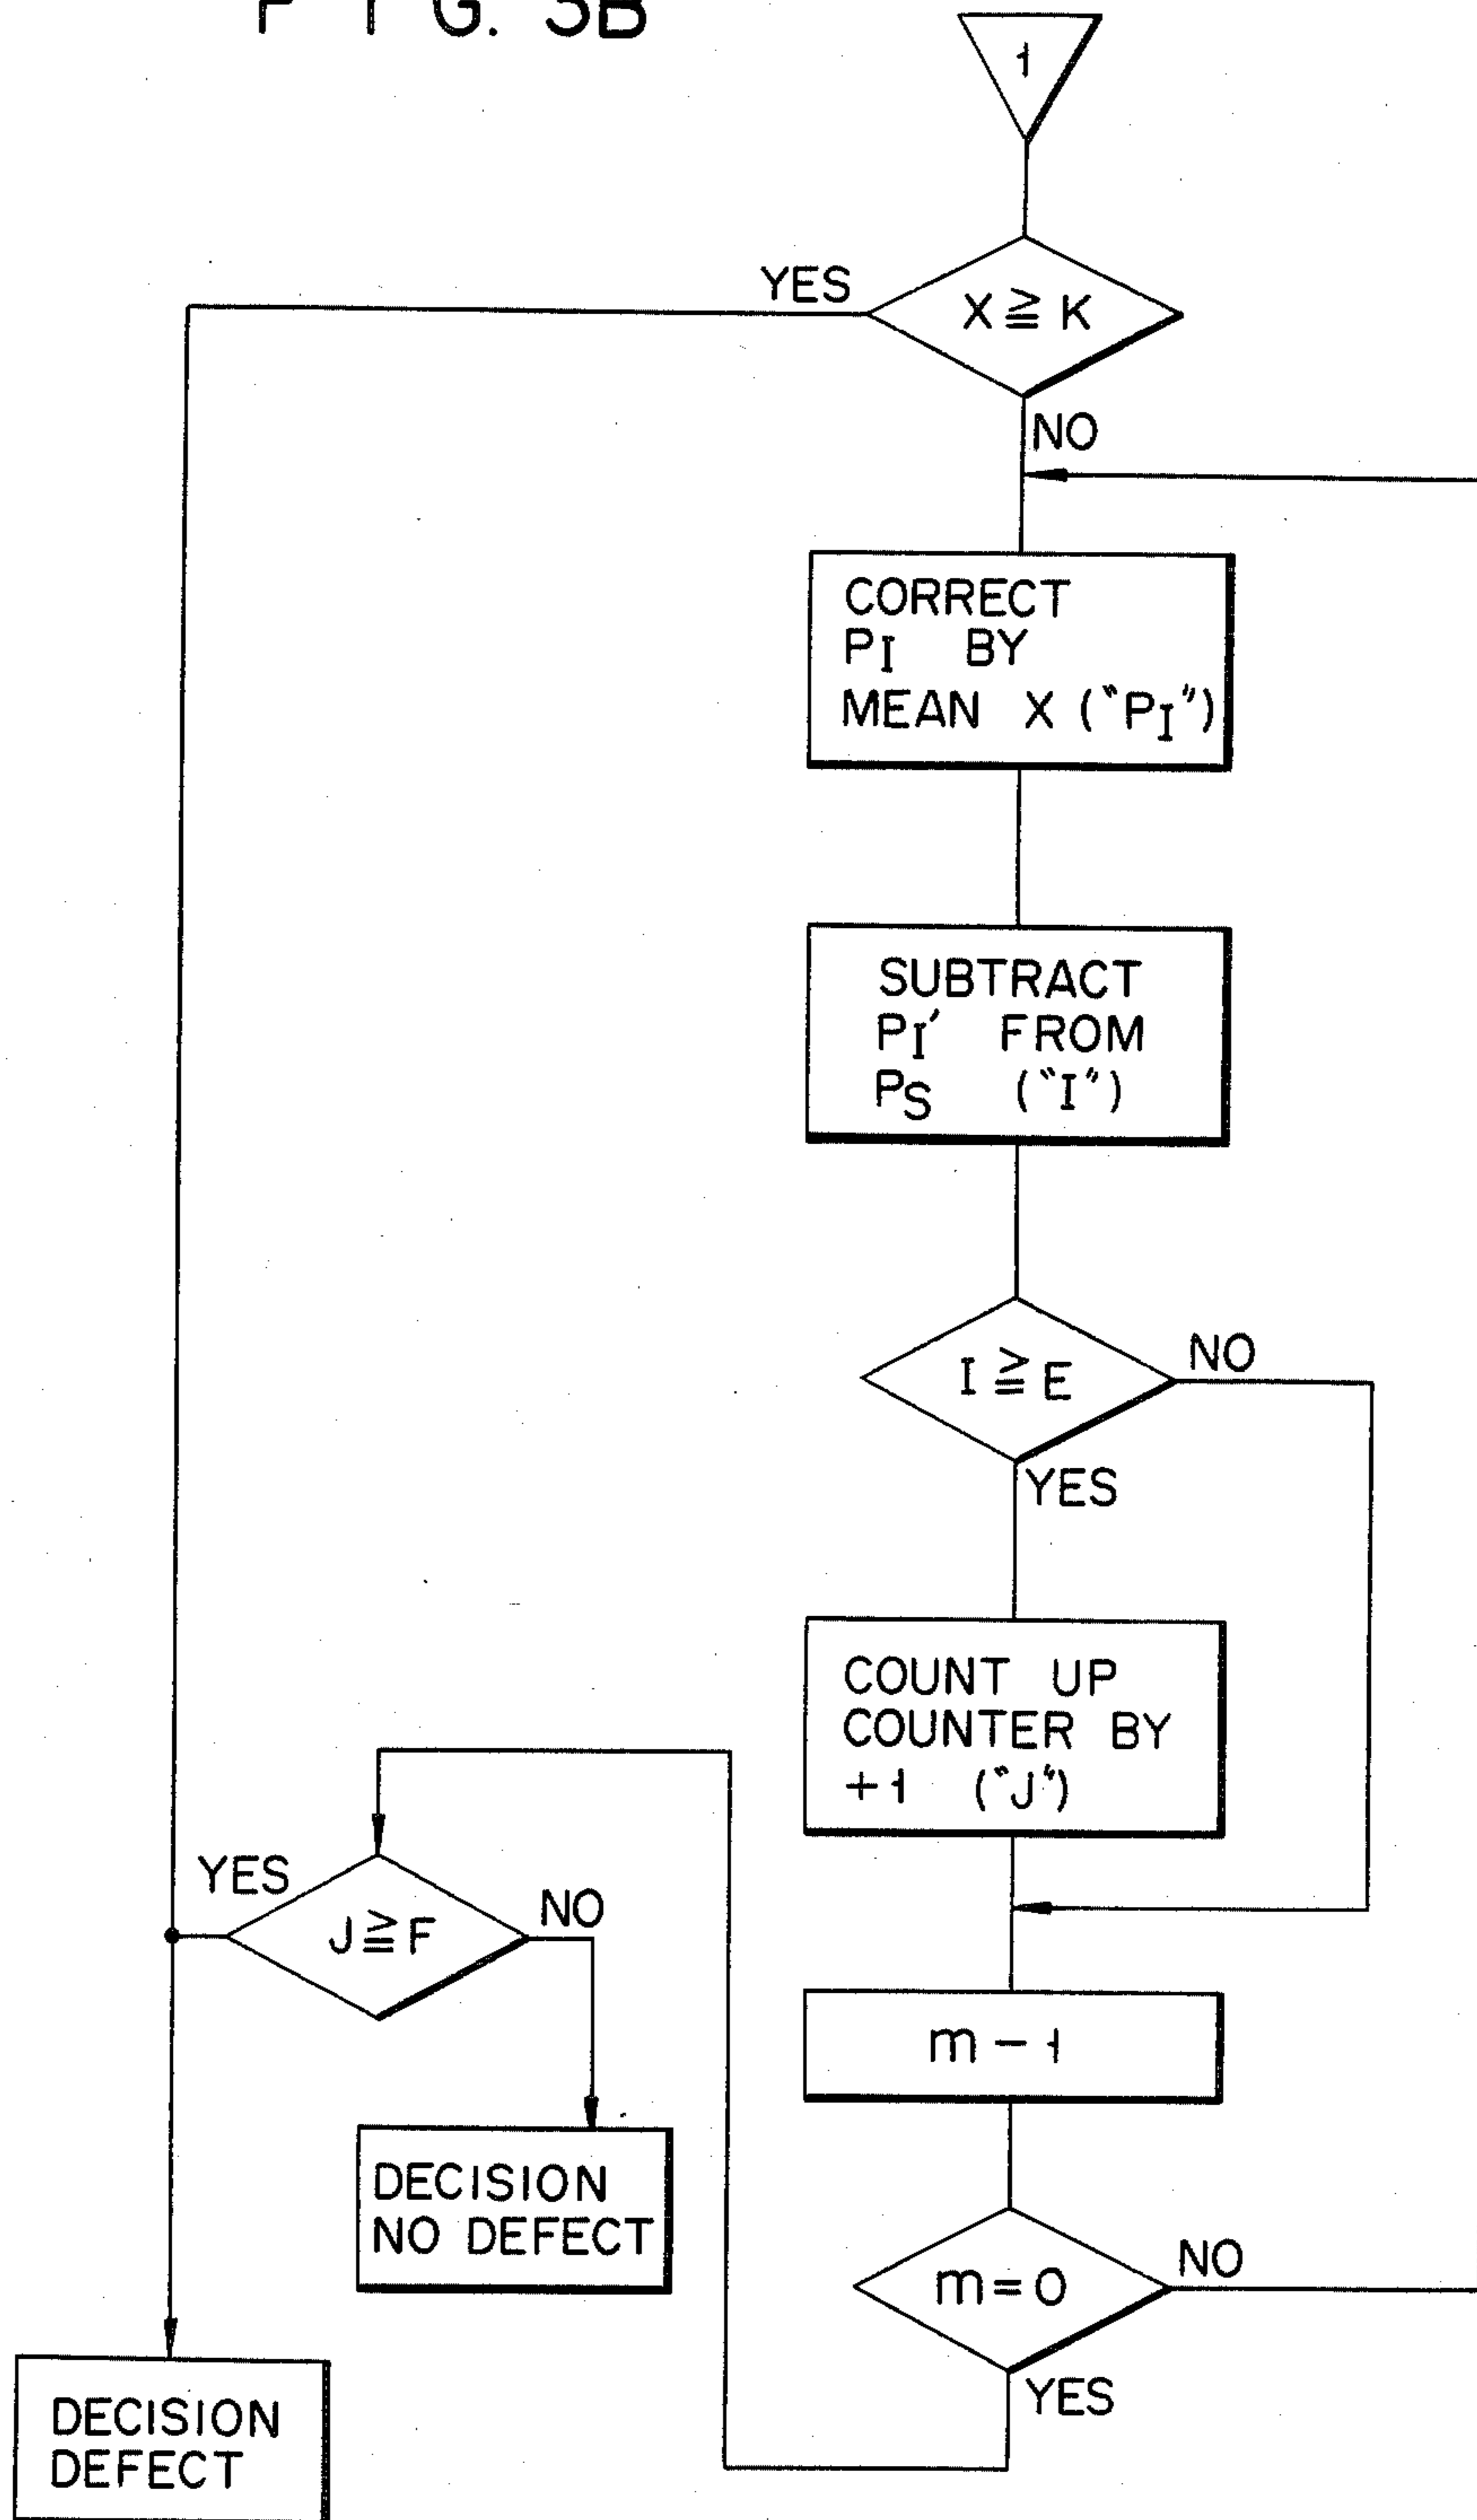 F I G. 3B
1
X ≧ K
YES
NO
CORRECT
PI BY
MEAN X (“PI”)
SUBTRACT
PI′ FROM
PS (“I”)
I ≧ E
NO
YES
COUNT UP
COUNTER BY
+1 (“J”)
YES
J ≧ F
NO
m − 1
DECISION
NO DEFECT
m = 0
NO
YES
DECISION
DEFECT